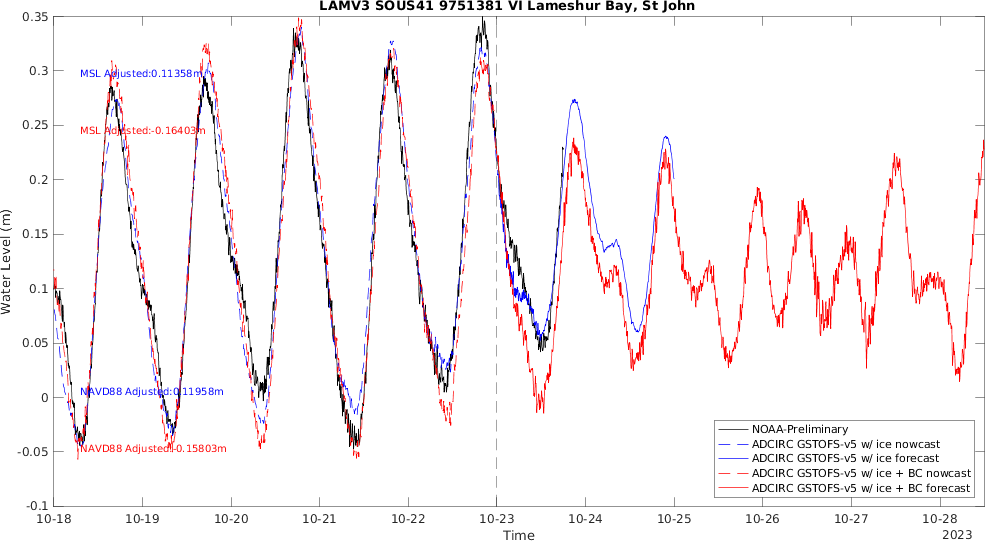 LAMV3 SOUS41 9751381 VI Lameshur Bay, St John
Water Level (m)
0.35
0.3
0.25
0.2
0.15
0.1
0.05
0
-0.05
-0.1
MSL Adjusted:0.11358m
MSL Adjusted:-0.16403m
NAVD88 Adjusted:0.11958m
NAVD88 Adjusted:-0.15803m
NOAA-Preliminary
ADCIRC GSTOFS-v5 w/ ice nowcast
ADCIRC GSTOFS-v5 w/ ice forecast
ADCIRC GSTOFS-v5 w/ ice + BC nowcast
ADCIRC GSTOFS-v5 w/ ice + BC forecast
10-18 10-19 10-20 10-21 10-22 10-23 10-24 10-25 10-26 10-27 10-28
Time
2023